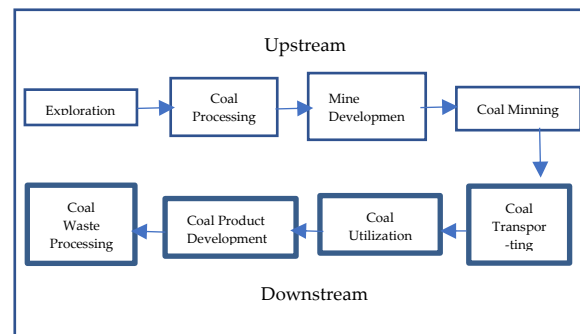 Upstream
Exploration
Coal
Processing
Mine
Developmen
Coal Minning
Coal
Waste
Processing
Coal Product
Development
Coal
Utilization
Coal
Transpor
-ting
Downstream